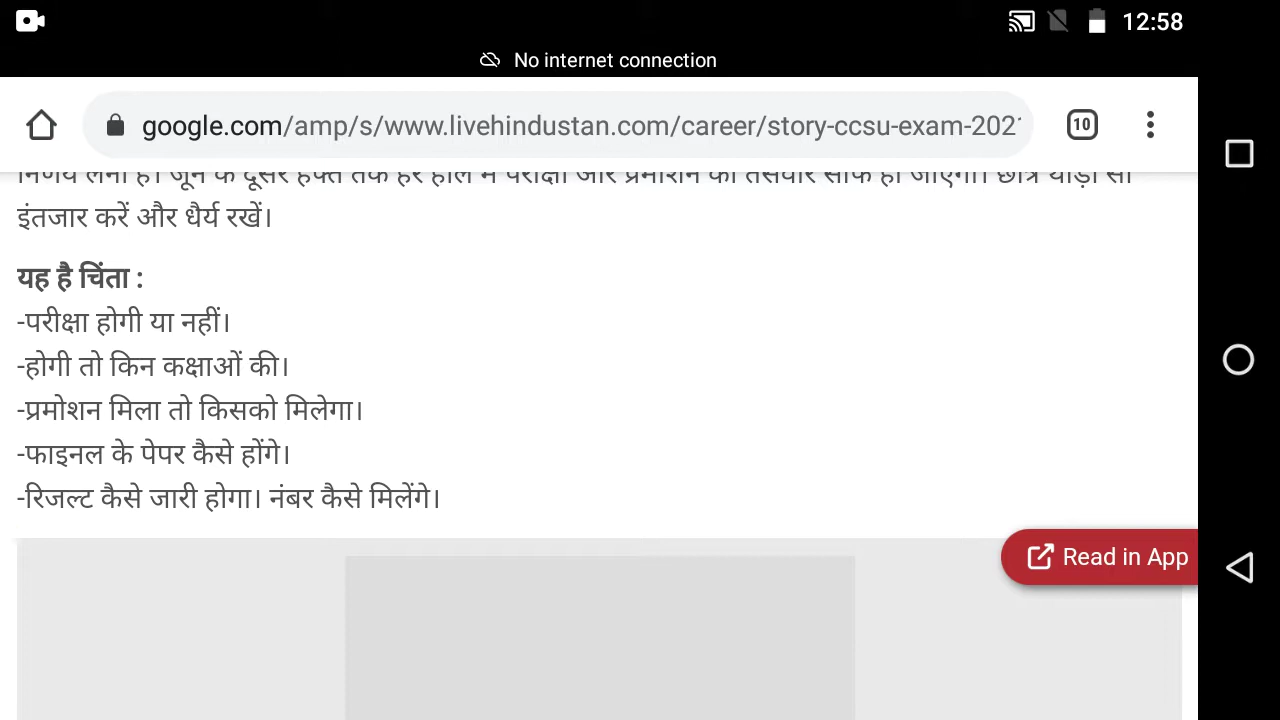 12:58
No internet connection
google.com/amp/s/www.livehindustan.com/career/story-ccsu-exam-202
10
इंतजार करें और धैर्य रखें।
यह है चिंता :
-परीक्षा होगी या नहीं।
-होगी तो किन कक्षाओं की।
-प्रमोशन मिला तो किसको मिलेगा।
-फाइनल के पेपर कैसे होंगे।
-रिजल्ट कैसे जारी होगा। नंबर कैसे मिलेंगे।
Read in App